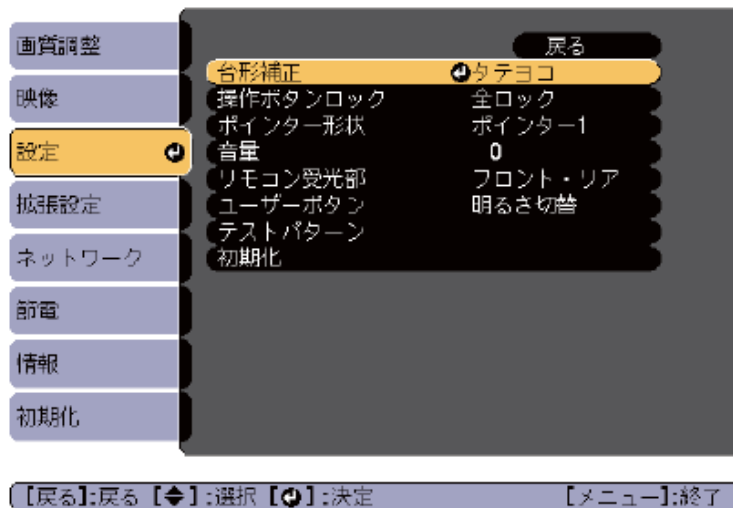 画質調整
映像
設定
拡張設定
ネットワーク
節電
情報
初期化
戻る
台形補正 タテヨコ
操作ボタンロック 全ロック
ポインター形状 ポインター1
音量 0
リモコン受光部 フロント・リア
ユーザーボタン 明るさ切替
テストパターン
初期化
[戻る]:戻る [◆]:選択 [⏎]:決定 [メニュー]:終了